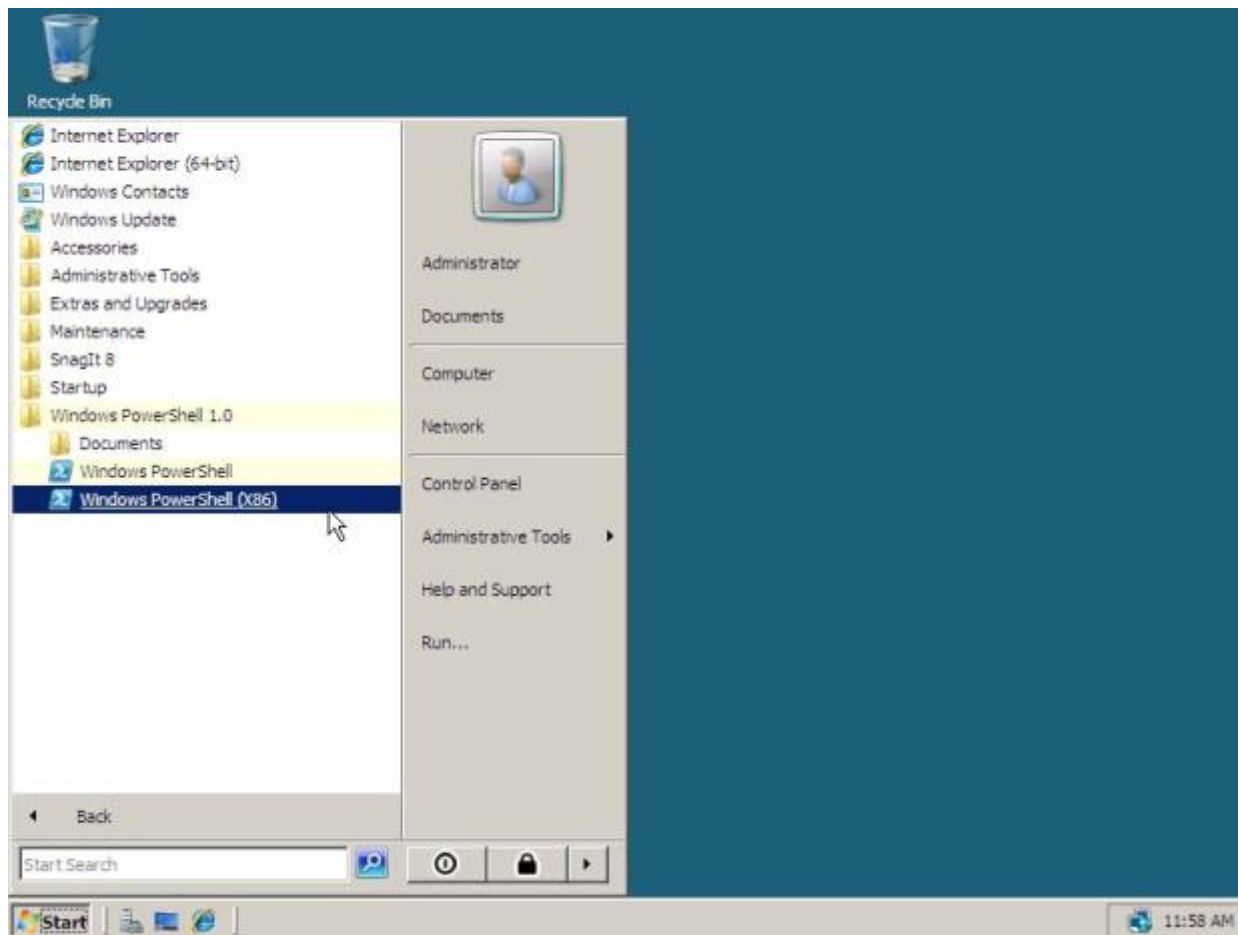 Recycle Bin
Internet Explorer
Internet Explorer (64-bit)
Windows Contacts
Windows Update
Accessories
Administrative Tools
Extras and Upgrades
Maintenance
SnagIt 8
Startup
Windows PowerShell 1.0
Documents
Windows PowerShell
Windows PowerShell (X86)
Back
Start Search
Administrator
Documents
Computer
Network
Control Panel
Administrative Tools
Help and Support
Run...
Start
11:58 AM